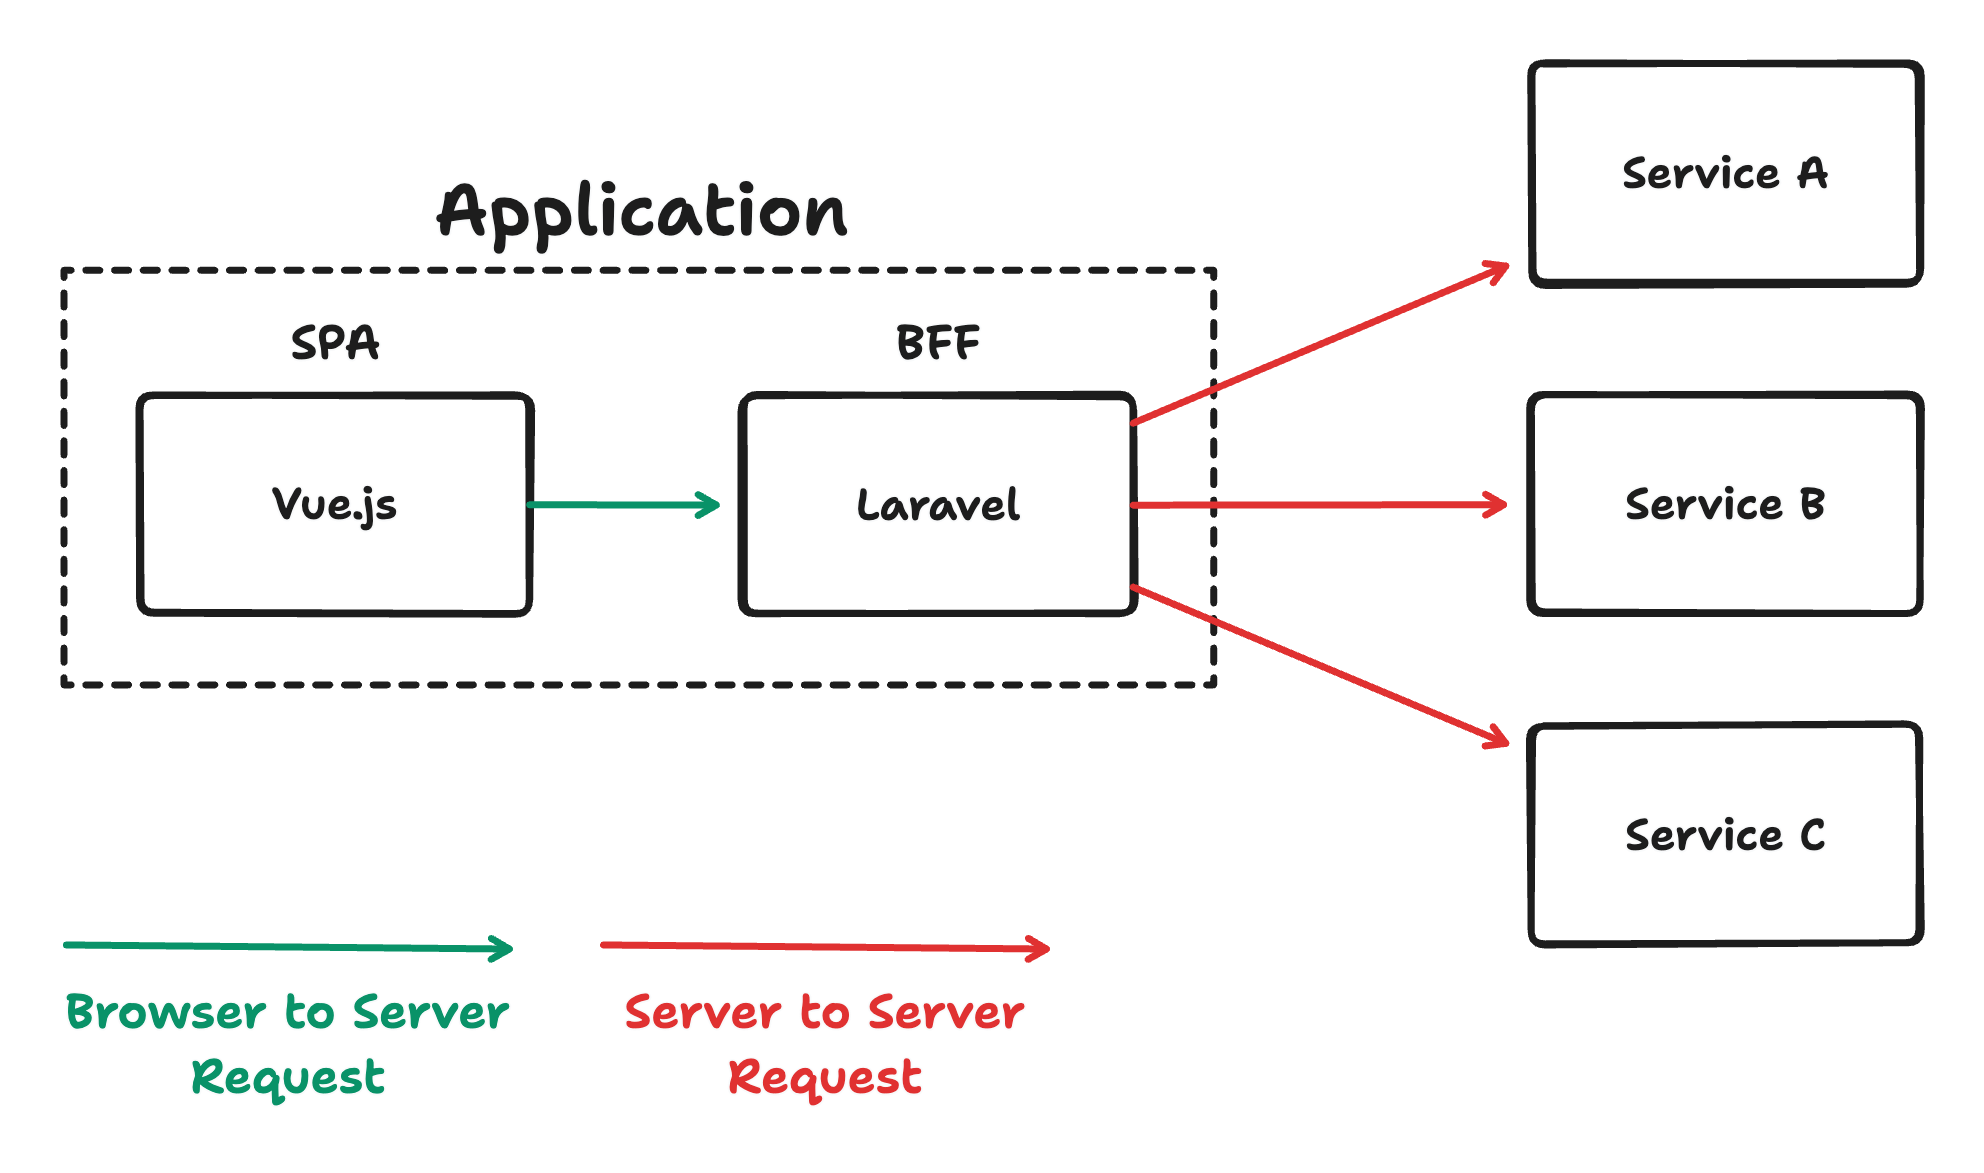 Application
SPA
BFF
Vue.js
Laravel
Service A
Service B
Service C
Browser to Server
Request
Server to Server
Request